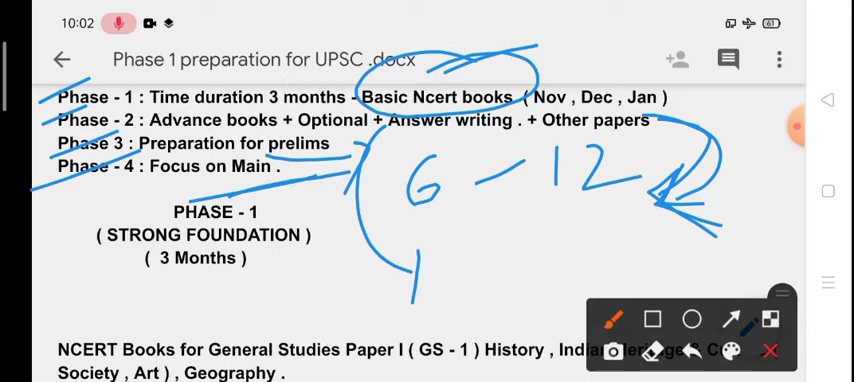 10:02
61
Phase 1 preparation for UPSC .docx
Phase - 1 : Time duration 3 months - Basic Ncert books ( Nov , Dec , Jan )
Phase - 2 : Advance books + Optional + Answer writing . + Other papers
Phase 3 : Preparation for prelims
Phase - 4 : Focus on Main .
6 - 12
PHASE - 1
( STRONG FOUNDATION )
( 3 Months )
NCERT Books for General Studies Paper I ( GS - 1 ) History , Indian Heritage & C
Society , Art ) , Geography .